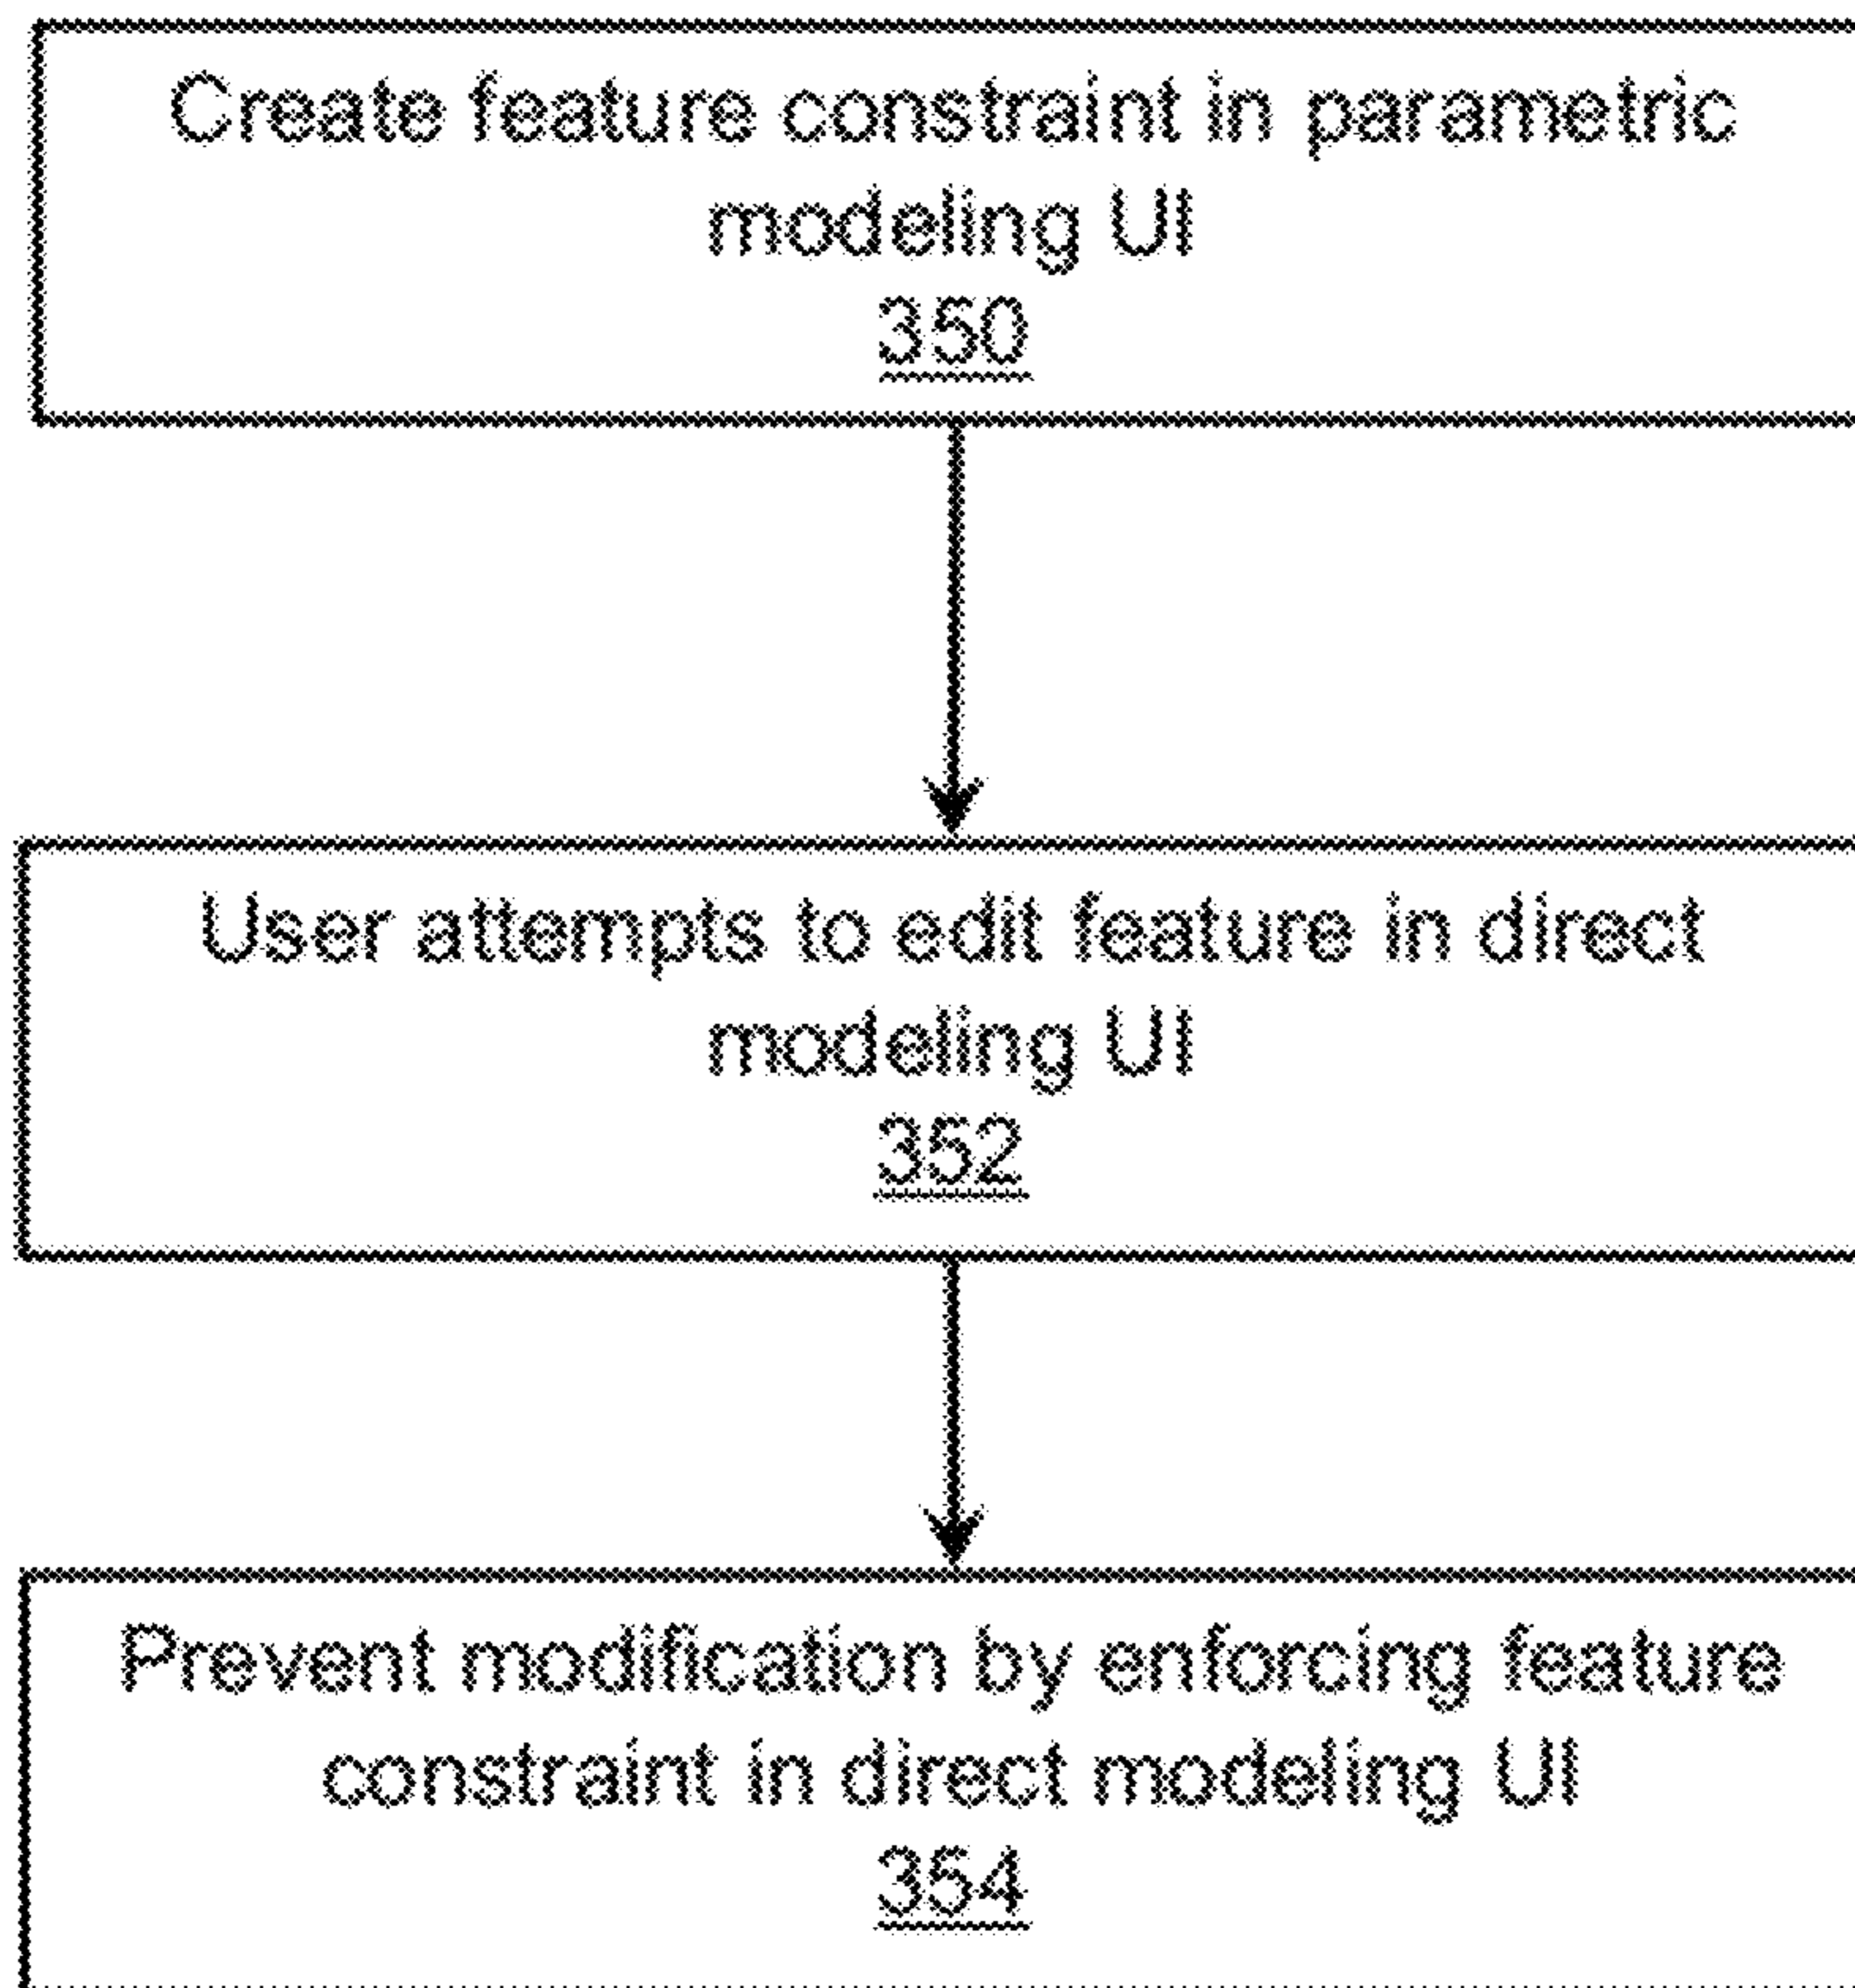 Create feature constraint in parametric
modeling UI
350
User attempts to edit feature in direct
modeling UI
352
Prevent modification by enforcing feature
constraint in direct modeling UI
354